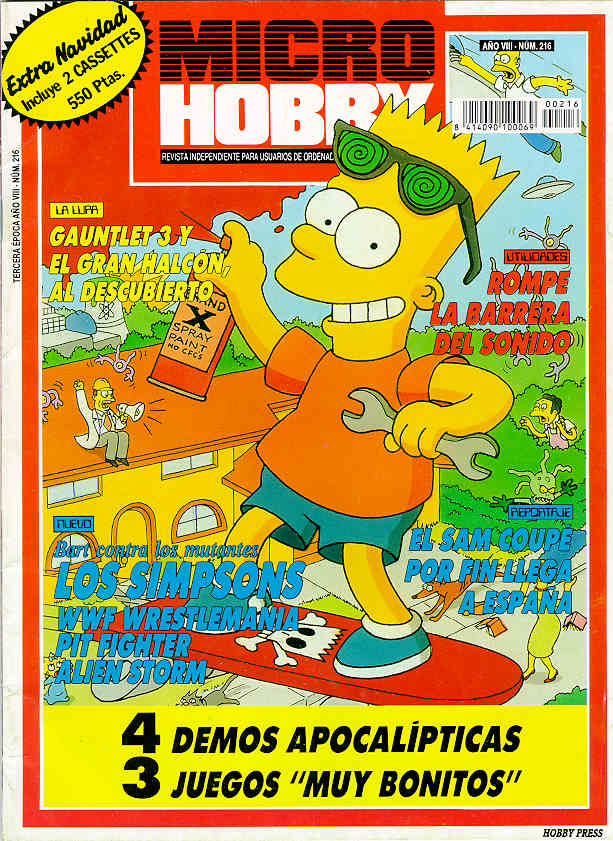 Extra Navidad
Incluye 2 CASSETTES
550 Ptas.
MICRO
HOBBY
REVISTA INDEPENDIENTE PARA USUARIOS DE
AÑO VIII - NÚM. 216
00216
8 414090 100069
TERCERA ÉPOCA AÑO VIII - NÚM. 216
LA LUPA
GAUNTLET 3 Y
EL GRAN HALCÓN,
AL DESCUBIERTO
X
SPRAY
PAINT
NO CFCS
UTILIDADES
ROMPE
LA BARRERA
DEL SONIDO
NUEVO
Bart contra los mutantes
LOS SIMPSONS
WWF WRESTLEMANIA
PIT FIGHTER
ALIEN STORM
REPORTAJE
EL SAM COUPÉ
POR FIN LLEGA
A ESPAÑA
4 DEMOS APOCALÍPTICAS
3 JUEGOS "MUY BONITOS"
HOBBY PRESS